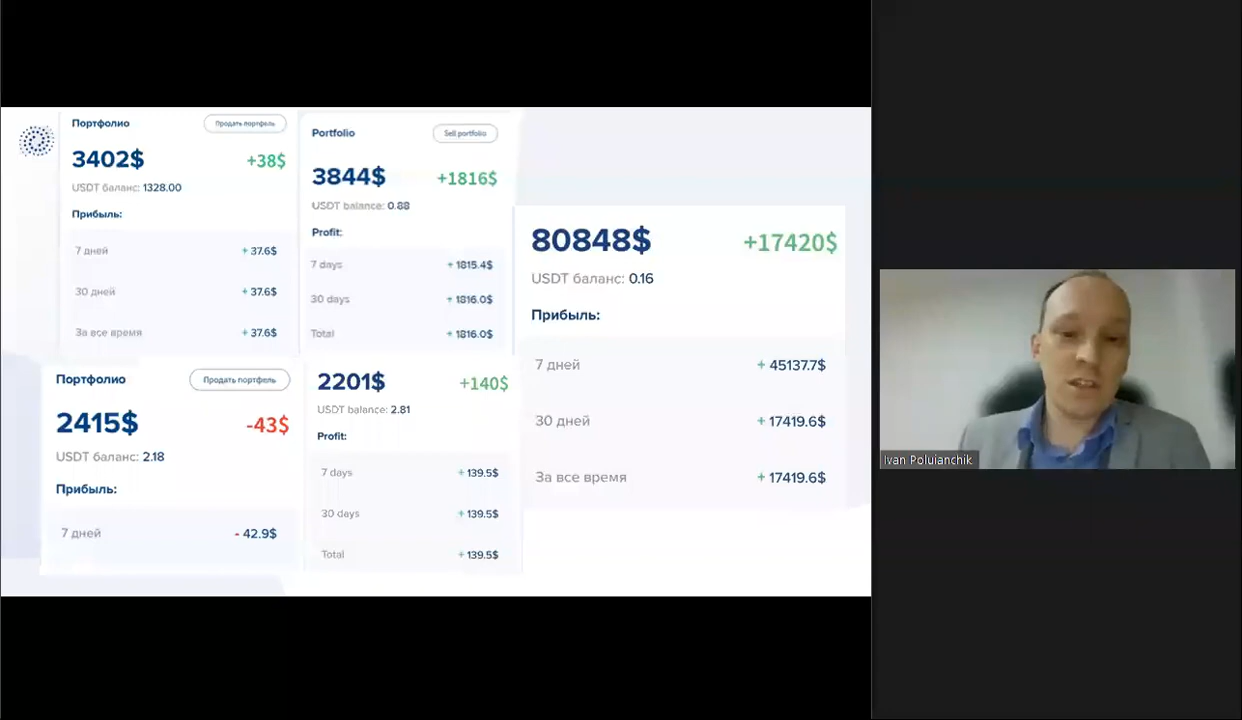 Портфолио
Продать портфель
3402$
+38$
USDT баланс: 1328.00
Прибыль:
7 дней
+ 37.6$
30 дней
+ 37.6$
За все время
+ 37.6$
Portfolio
Sell portfolio
3844$
+1816$
USDT balance: 0.88
Profit:
7 days
+ 1815.4$
30 days
+ 1816.0$
Total
+ 1816.0$
80848$
+17420$
USDT баланс: 0.16
Прибыль:
7 дней
+ 45137.7$
30 дней
+ 17419.6$
За все время
+ 17419.6$
Портфолио
Продать портфель
2415$
-43$
USDT баланс: 2.18
Прибыль:
7 дней
- 42.9$
2201$
+140$
USDT balance: 2.81
Profit:
7 days
+ 139.5$
30 days
+ 139.5$
Total
+ 139.5$
Ivan Poluianchik